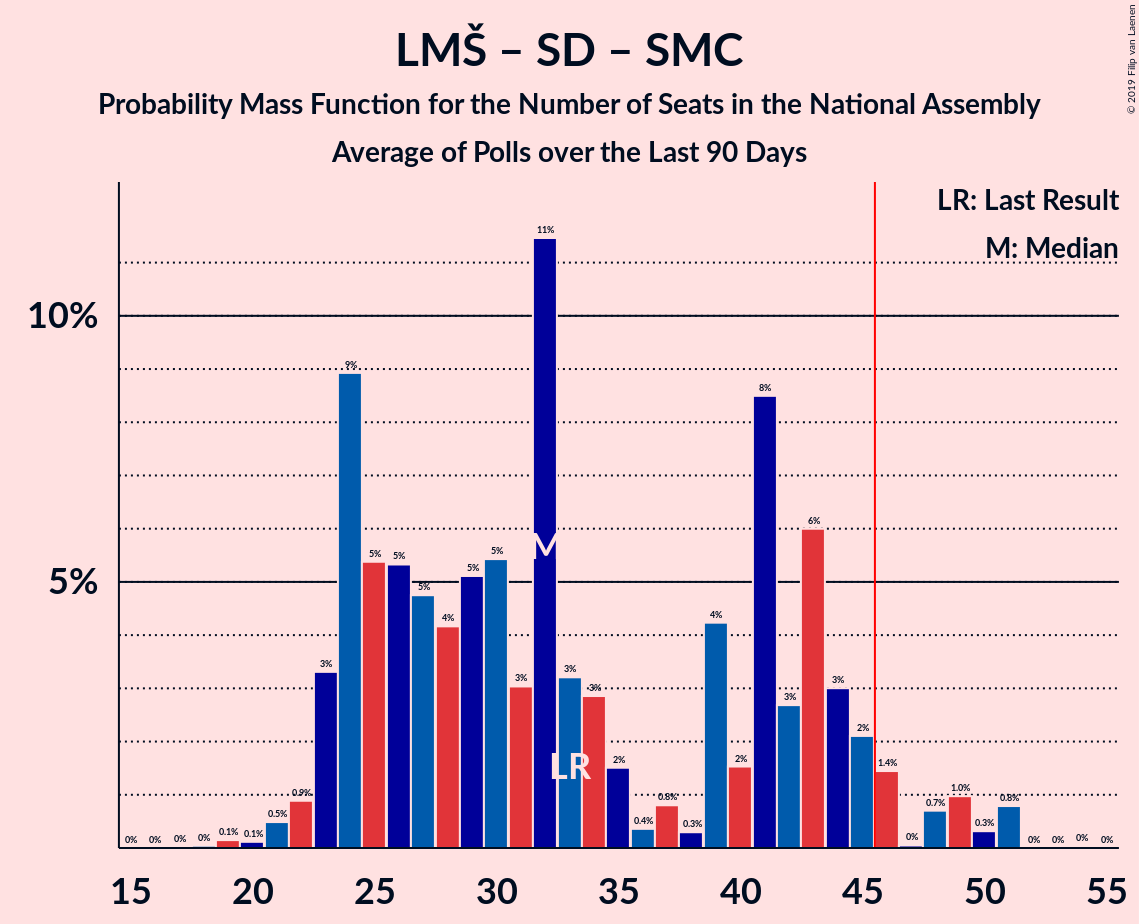 LMŠ – SD – SMC
Probability Mass Function for the Number of Seats in the National Assembly
Average of Polls over the Last 90 Days
© 2019 Filip van Laenen
LR: Last Result
M: Median
10%
5%
0% 0% 0% 0% 0.1% 0.1% 0.5% 0.9% 3% 9% 5% 5% 5% 4% 5% 5% 3% 11% 3% 3% 2% 0.4% 0.8% 0.3% 4% 2% 8% 3% 6% 3% 2% 1.4% 0% 0.7% 1.0% 0.3% 0.8% 0% 0% 0% 0%
M
LR
15 20 25 30 35 40 45 50 55